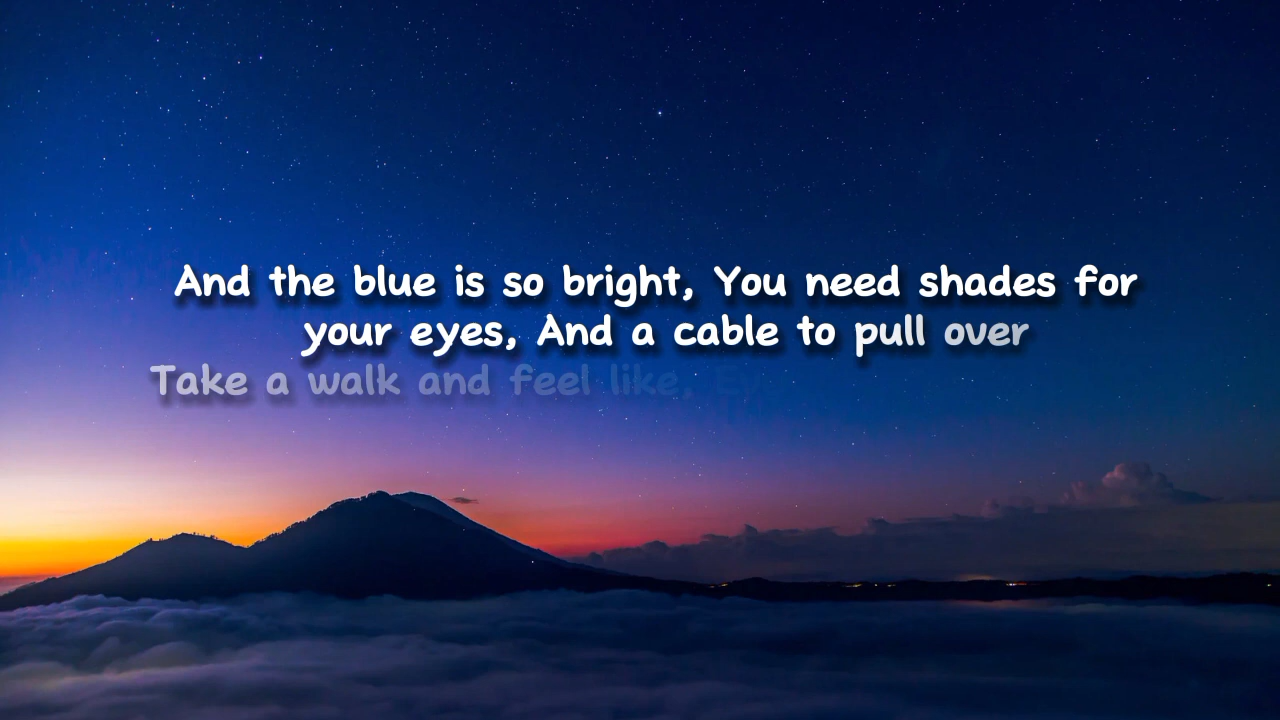 And the blue is so bright, You need shades for
your eyes, And a cable to pull over
Take a walk and feel like, Ey